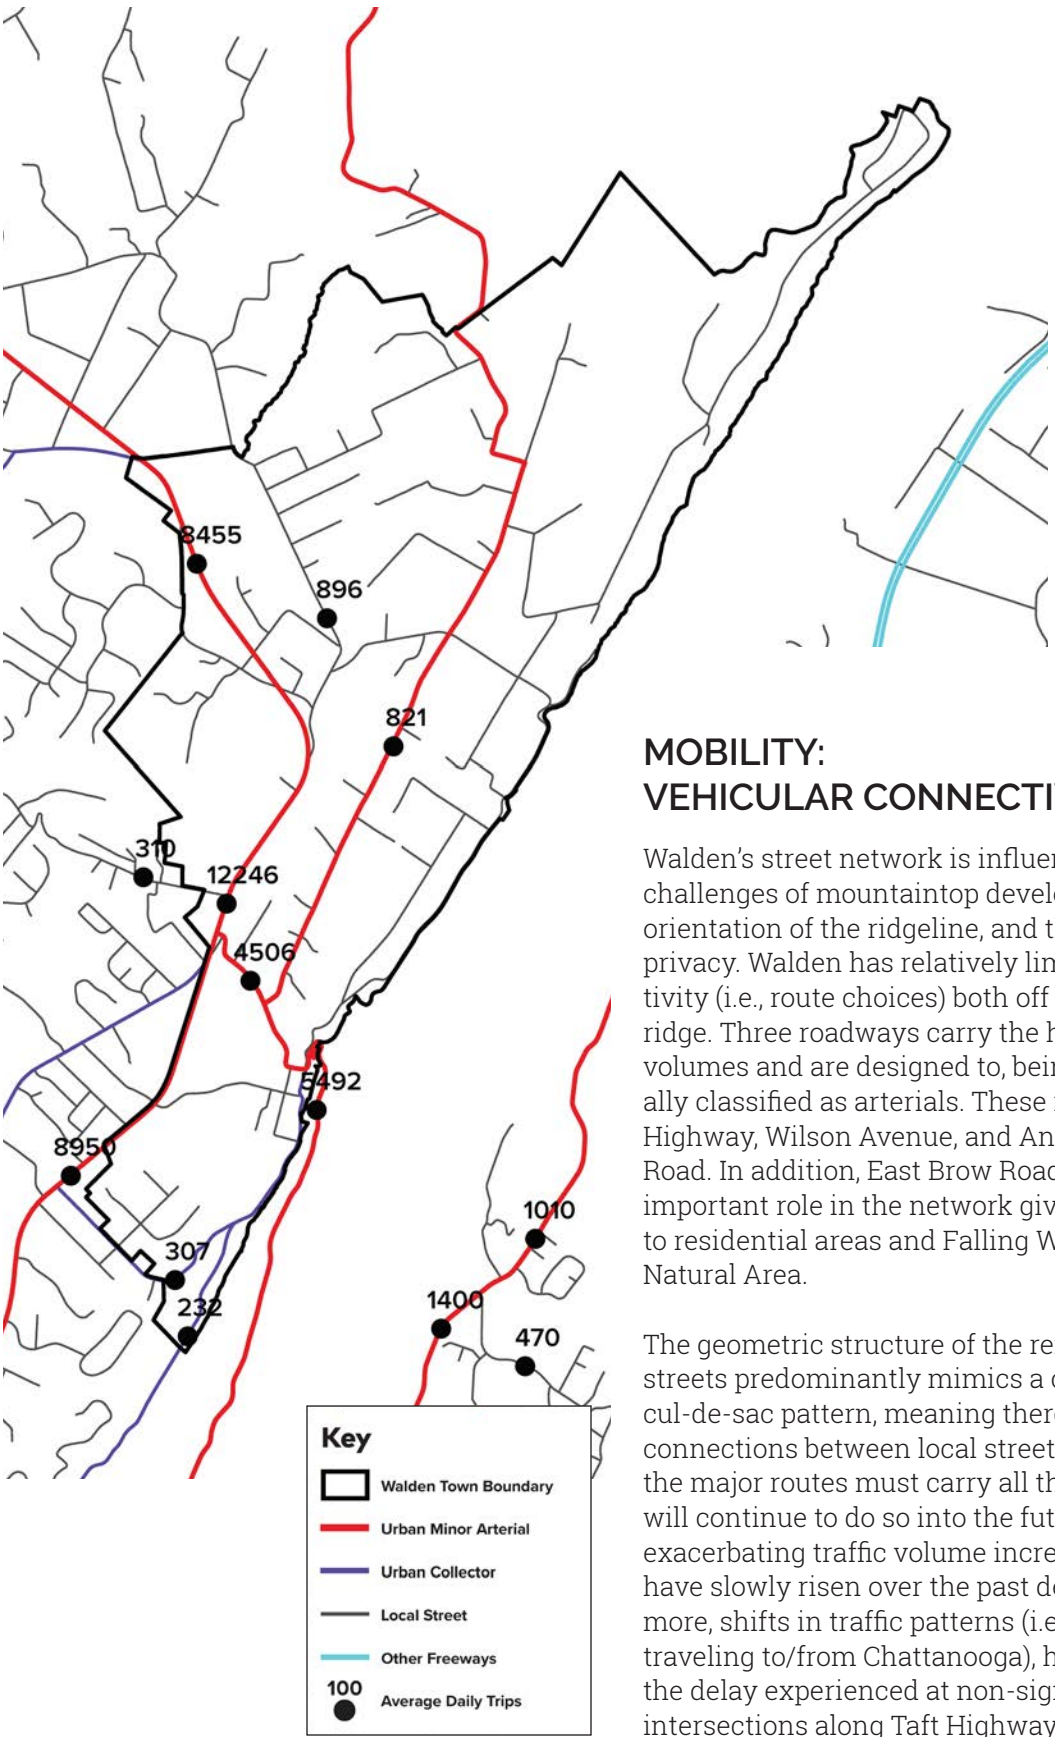 8455
896
821
310
12246
4506
5492
8950
307
232
1010
1400
470
Key
Walden Town Boundary
Urban Minor Arterial
Urban Collector
Local Street
Other Freeways
100
Average Daily Trips
MOBILITY:
VEHICULAR CONNECTI
Walden's street network is influen
challenges of mountaintop develo
orientation of the ridgeline, and t
privacy. Walden has relatively lim
tivity (i.e., route choices) both off
ridge. Three roadways carry the h
volumes and are designed to, bein
ally classified as arterials. These
Highway, Wilson Avenue, and An
Road. In addition, East Brow Road
important role in the network giv
to residential areas and Falling W
Natural Area.
The geometric structure of the re
streets predominantly mimics a
cul-de-sac pattern, meaning there
connections between local street
the major routes must carry all th
will continue to do so into the fut
exacerbating traffic volume incre
have slowly risen over the past de
more, shifts in traffic patterns (i.e
traveling to/from Chattanooga), h
the delay experienced at non-sig
intersections along Taft Highway